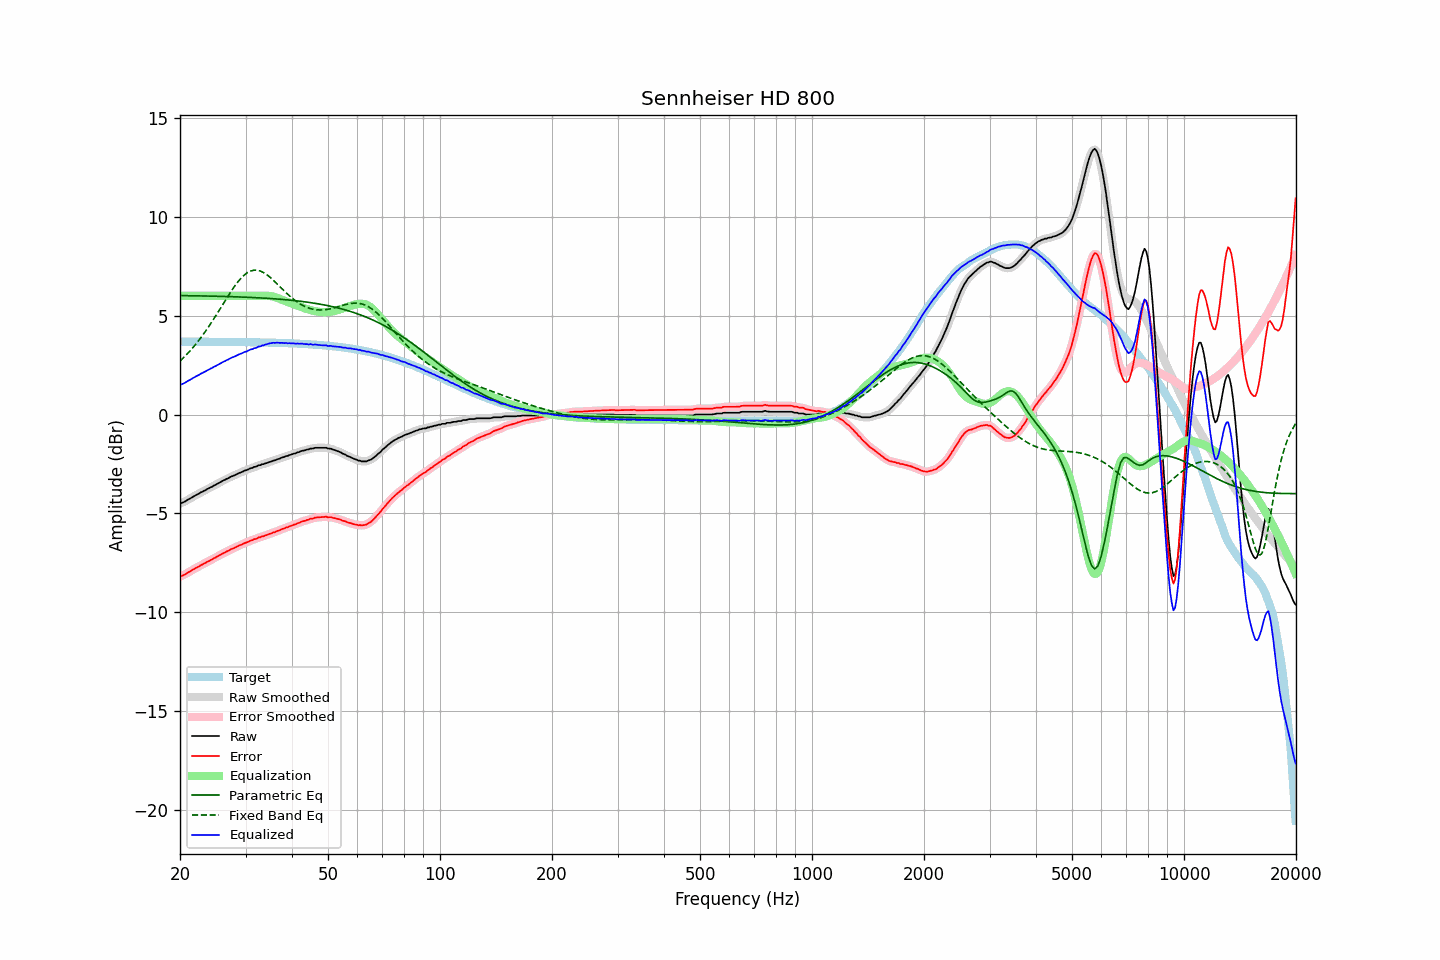 Sennheiser HD 800
15
10
5
0
−5
−10
−15
−20
Amplitude (dBr)
Target
Raw Smoothed
Error Smoothed
Raw
Error
Equalization
Parametric Eq
Fixed Band Eq
Equalized
20 50 100 200 500 1000 2000 5000 10000 20000
Frequency (Hz)